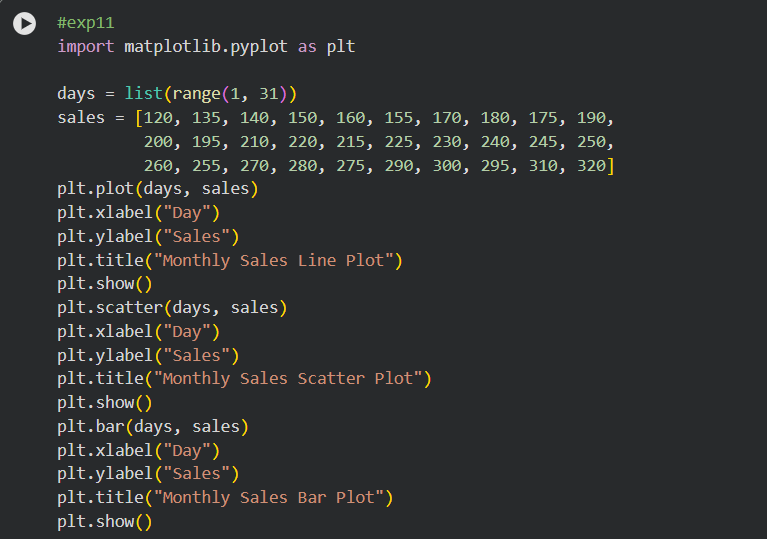 #exp11
import matplotlib.pyplot as plt

days = list(range(1, 31))
sales = [120, 135, 140, 150, 160, 155, 170, 180, 175, 190,
         200, 195, 210, 220, 215, 225, 230, 240, 245, 250,
         260, 255, 270, 280, 275, 290, 300, 295, 310, 320]
plt.plot(days, sales)
plt.xlabel("Day")
plt.ylabel("Sales")
plt.title("Monthly Sales Line Plot")
plt.show()
plt.scatter(days, sales)
plt.xlabel("Day")
plt.ylabel("Sales")
plt.title("Monthly Sales Scatter Plot")
plt.show()
plt.bar(days, sales)
plt.xlabel("Day")
plt.ylabel("Sales")
plt.title("Monthly Sales Bar Plot")
plt.show()